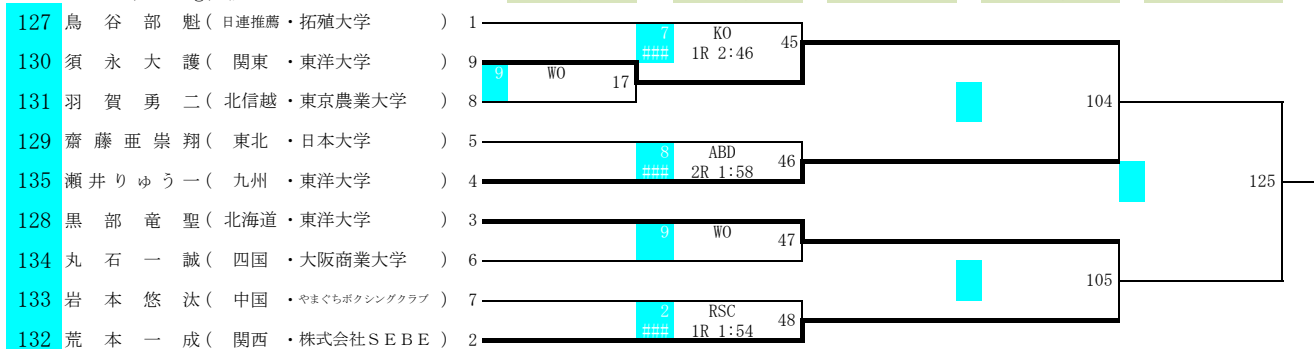 127 鳥谷部 魁( 日連推薦 ・拓殖大学 ) 1
130 須永大護( 関東 ・東洋大学 ) 9
131 羽賀勇二( 北信越 ・東京農業大学 ) 8
129 齋藤亜崇翔( 東北 ・日本大学 ) 5
135 瀬井りゅう一( 九州 ・東洋大学 ) 4
128 黒部竜聖( 北海道 ・東洋大学 ) 3
134 丸石一誠( 四国 ・大阪商業大学 ) 6
133 岩本悠汰( 中国 ・やまぐちボクシングクラブ ) 7
132 荒本一成( 関西 ・株式会社SEBE ) 2
9 WO 17
7 KO 45
### 1R 2:46
8 ABD 46
### 2R 1:58
9 WO 47
2 RSC 48
### 1R 1:54
104
105
125